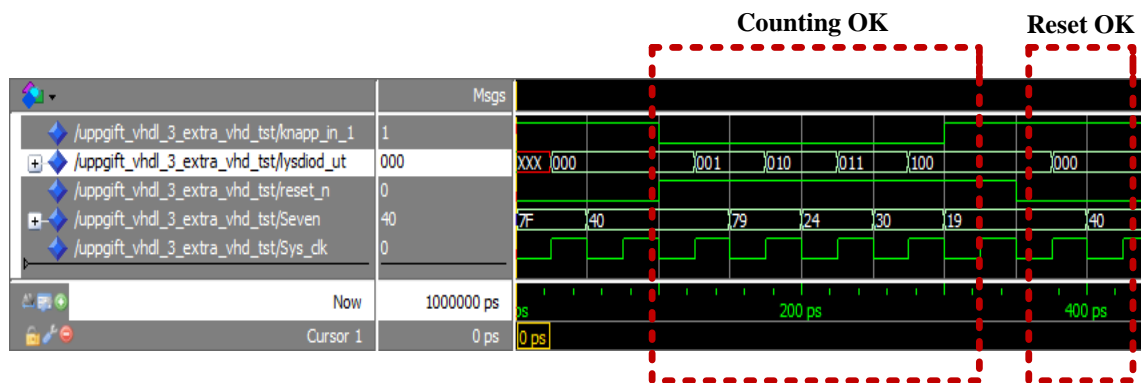 Counting OK Reset OK
Msgs
/uppgift_vhdl_3_extra_vhd_tst/knapp_in_1 1
/uppgift_vhdl_3_extra_vhd_tst/lysdiod_ut 000 XXX 000 001 010 011 100 000
/uppgift_vhdl_3_extra_vhd_tst/reset_n 0
/uppgift_vhdl_3_extra_vhd_tst/Seven 40 7F 40 79 24 30 19 40
/uppgift_vhdl_3_extra_vhd_tst/Sys_clk 0
Now 1000000 ps ps 200 ps 400 ps
Cursor 1 0 ps 0 ps